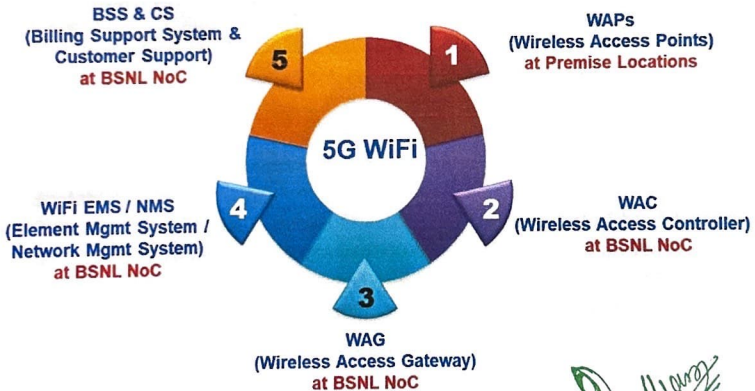 BSS & CS
(Billing Support System &
Customer Support)
at BSNL NoC
5
1
WAPs
(Wireless Access Points)
at Premise Locations
5G WiFi
WiFi EMS / NMS
(Element Mgmt System /
Network Mgmt System)
at BSNL NoC
4
2
WAC
(Wireless Access Controller)
at BSNL NoC
3
WAG
(Wireless Access Gateway)
at BSNL NoC